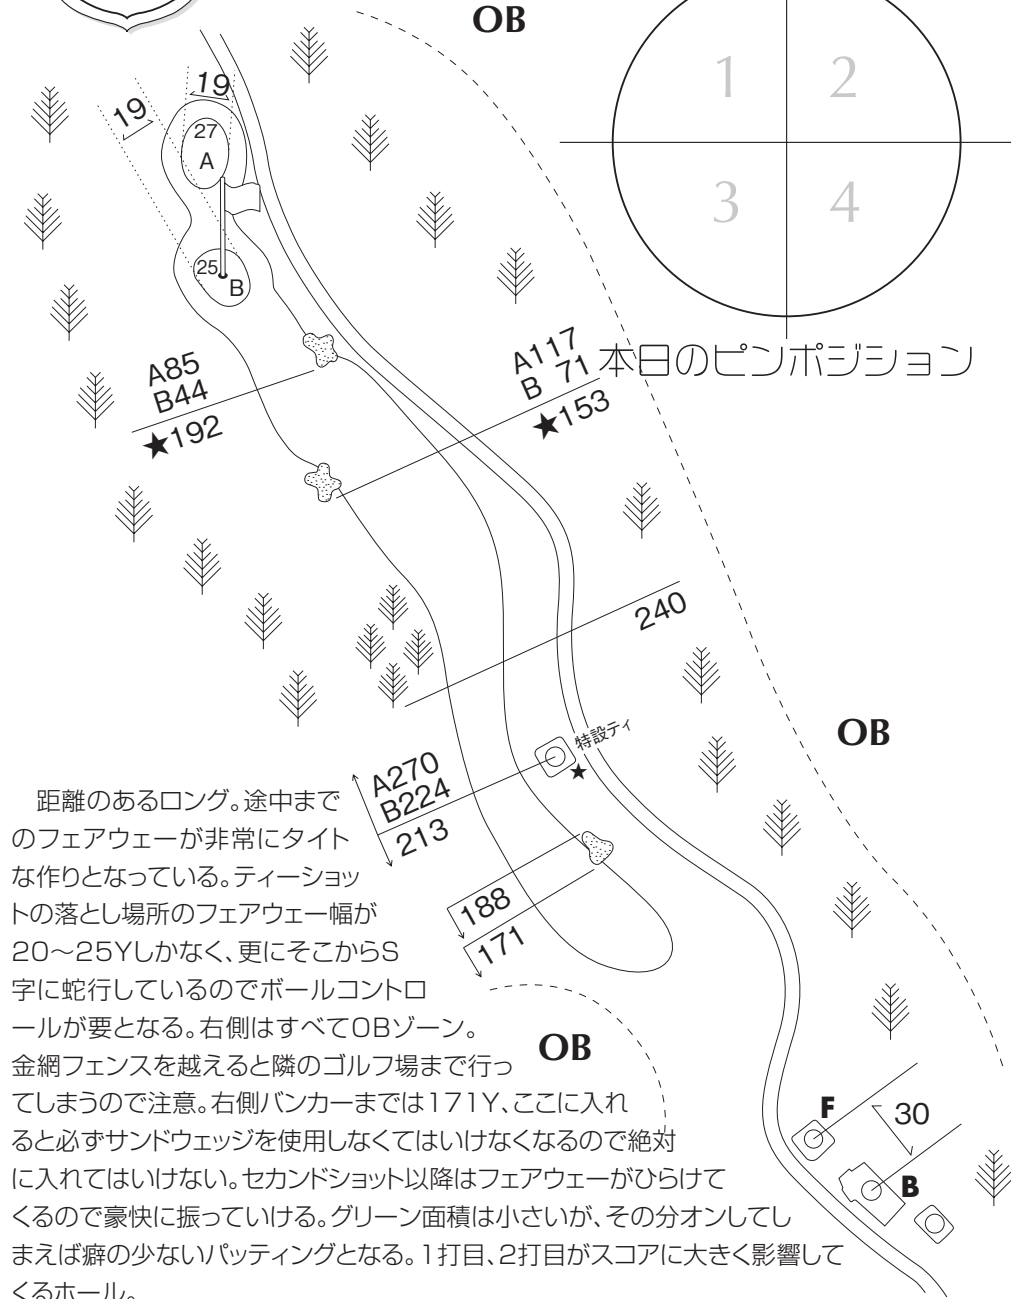 OB
1 2
3 4
本日のピンポジション
19
19
27
A
25
B
A85
B44
★192
A117
B 71
★153
240
特設ティ
★
OB
A270
B224
213
188
171
OB
F
30
B
距離のあるロング。途中まで
のフェアウェーが非常にタイト
な作りとなっている。ティーショッ
トの落とし場所のフェアウェー幅が
20〜25Yしかなく、更にそこからS
字に蛇行しているのでボールコントロ
ールが要となる。右側はすべてOBゾーン。
金網フェンスを越えると隣のゴルフ場まで行っ
てしまうので注意。右側バンカーまでは171Y、ここに入れ
ると必ずサンドウェッジを使用しなくてはいけなくなるので絶対
に入れてはいけない。セカンドショット以降はフェアウェーがひらけて
くるので豪快に振っていける。グリーン面積は小さいが、その分オンしてし
まえば癖の少ないパッティングとなる。1打目、2打目がスコアに大きく影響して
くるホール。